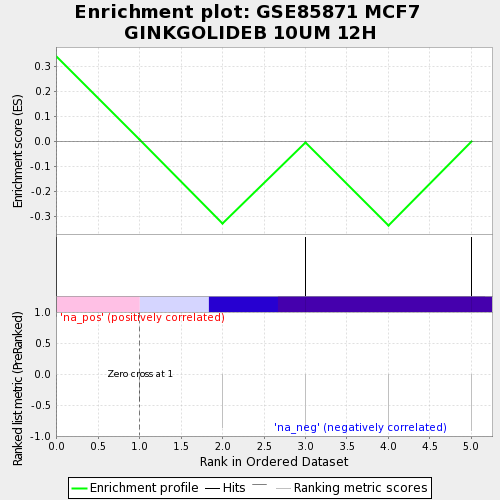 Enrichment plot: GSE85871 MCF7
GINKGOLIDEB 10UM 12H
Enrichment score (ES)
0.3
0.2
0.1
0.0
-0.1
-0.2
-0.3
Ranked list metric (PreRanked)
1.0
0.5
0.0
-0.5
-1.0
'na_pos' (positively correlated)
Zero cross at 1
'na_neg' (negatively correlated)
0.0 0.5 1.0 1.5 2.0 2.5 3.0 3.5 4.0 4.5 5.0
Rank in Ordered Dataset
Enrichment profile Hits Ranking metric scores